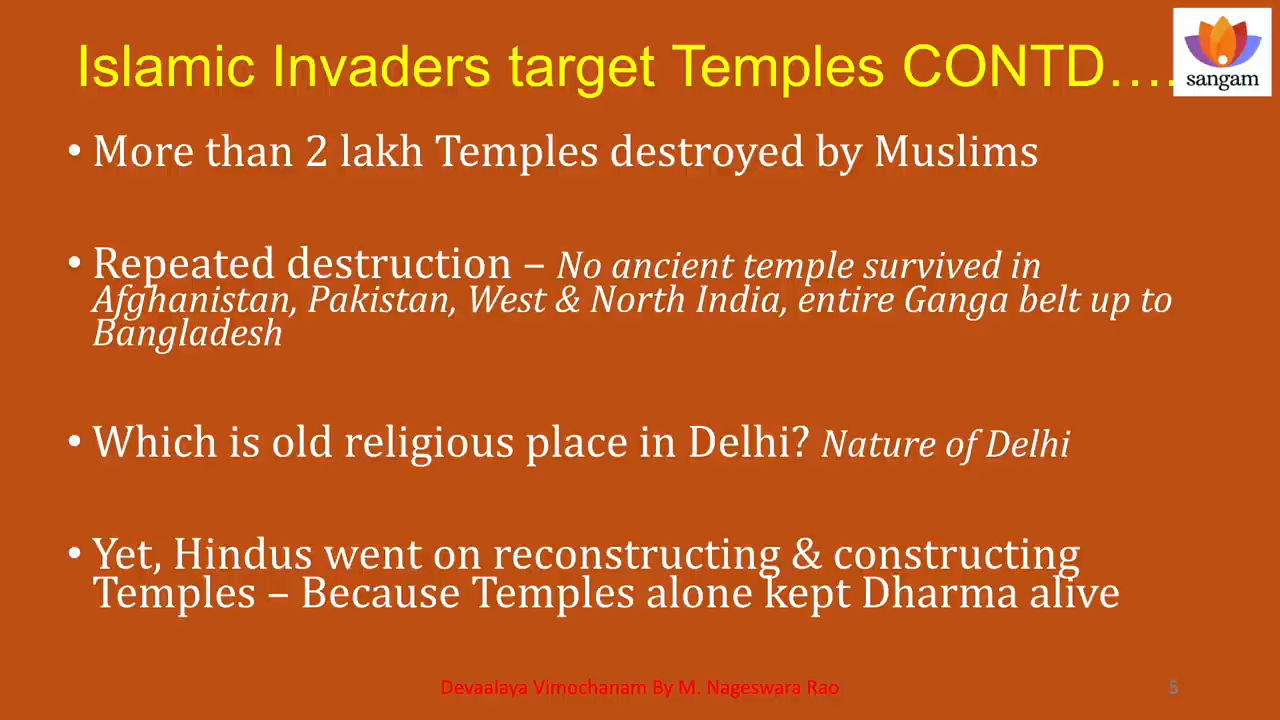 Islamic Invaders target Temples CONTD….
sangam
• More than 2 lakh Temples destroyed by Muslims
• Repeated destruction – No ancient temple survived in
Afghanistan, Pakistan, West & North India, entire Ganga belt up to
Bangladesh
• Which is old religious place in Delhi? Nature of Delhi
• Yet, Hindus went on reconstructing & constructing
Temples – Because Temples alone kept Dharma alive
Devaalaya Vimochanam By M. Nageswara Rao
5